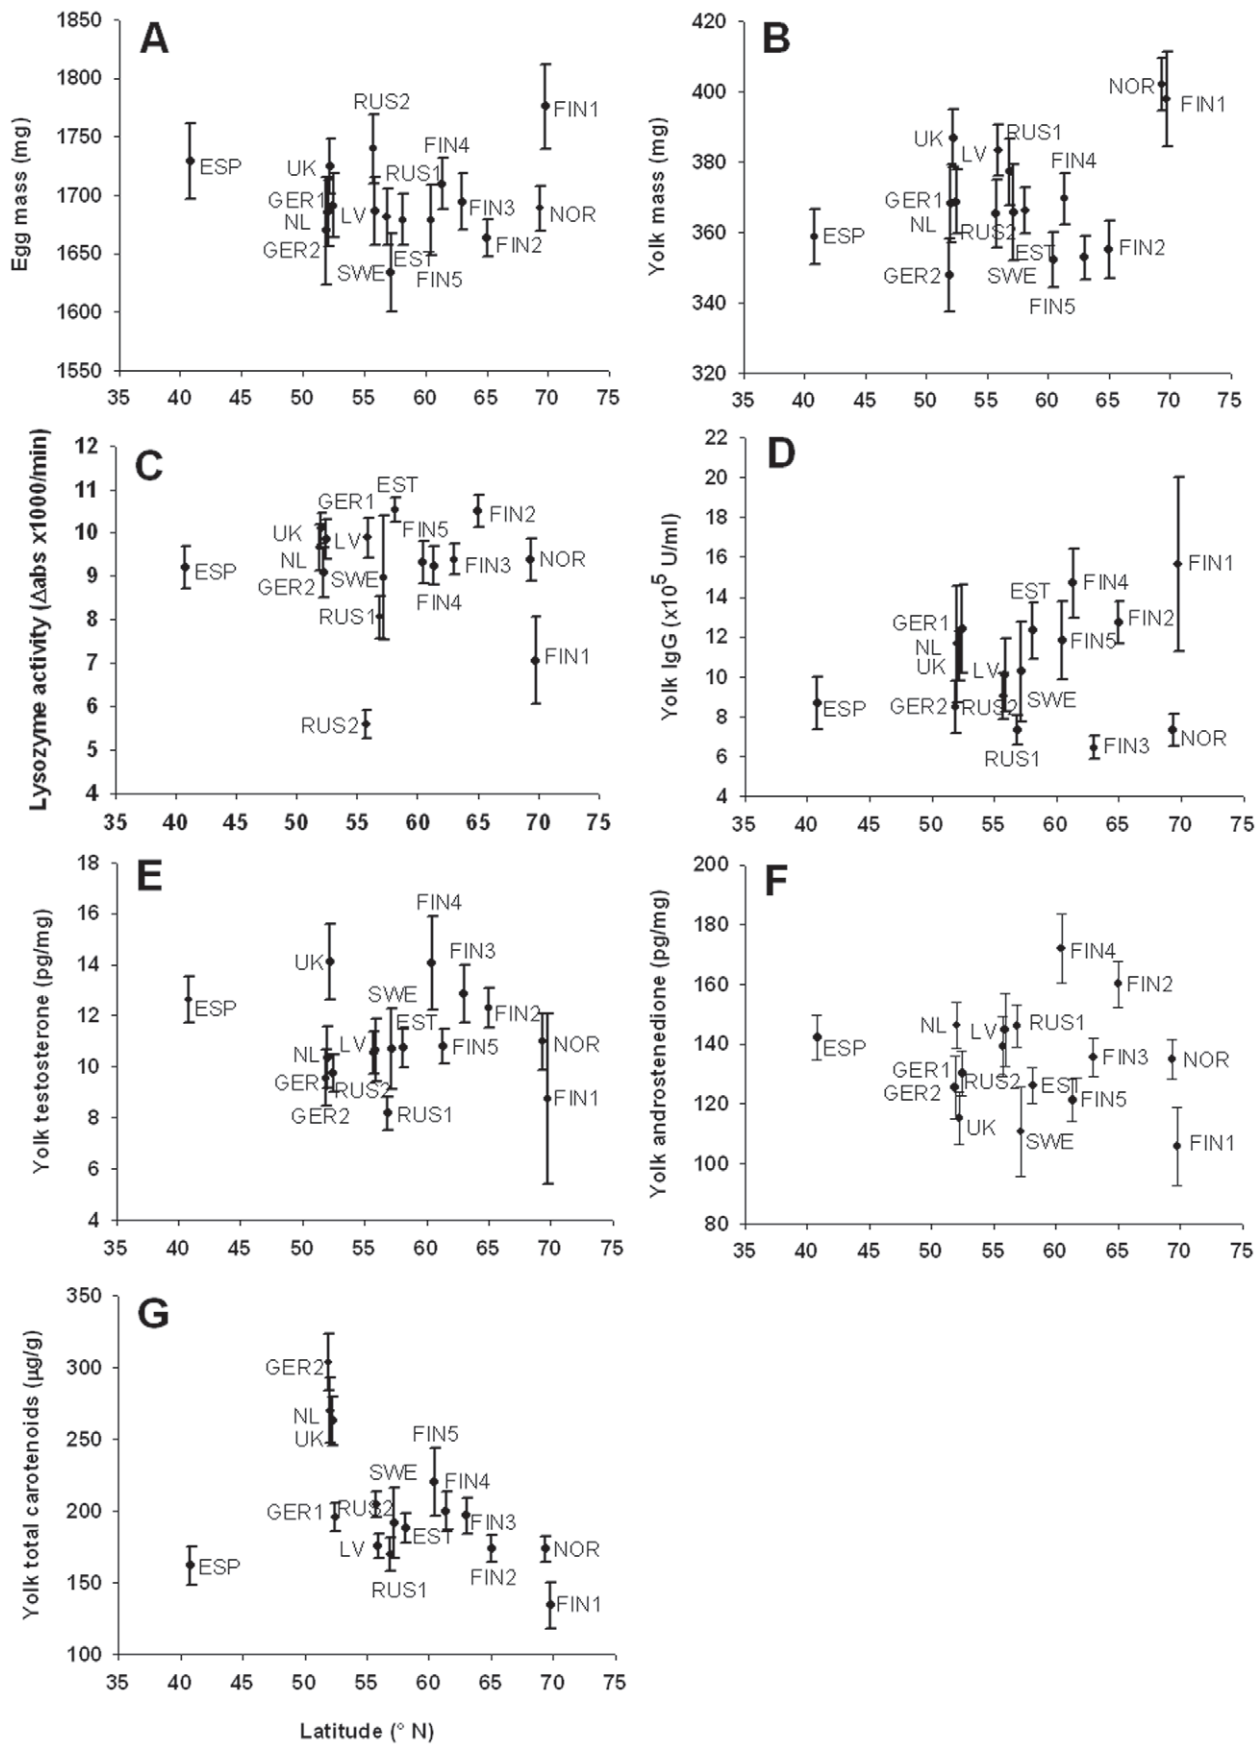 A
Egg mass (mg)
1850
1800
1750
1700
1650
1600
1550
RUS2
FIN1
FIN4
UK
ESP
RUS1
GER1
NL
LV
FIN3
NOR
GER2
EST
FIN2
SWE
FIN5
35 40 45 50 55 60 65 70 75
B
Yolk mass (mg)
420
400
380
360
340
320
NOR
FIN1
UK
RUS1
LV
FIN4
GER1
NL
RUS2
ESP
EST
FIN2
GER2
SWE
FIN5
35 40 45 50 55 60 65 70 75
C
Lysozyme activity (Δabs x1000/min)
12
11
10
9
8
7
6
5
4
EST
GER1
UK
LV
FIN5
FIN2
NL
ESP
GER2
SWE
FIN3
NOR
FIN4
RUS1
FIN1
RUS2
35 40 45 50 55 60 65 70 75
D
Yolk IgG (x10⁵ U/ml)
22
20
18
16
14
12
10
8
6
4
FIN1
EST
FIN4
GER1
FIN2
NL
FIN5
UK
LV
ESP
GER2
RUS2
SWE
RUS1
FIN3
NOR
35 40 45 50 55 60 65 70 75
E
Yolk testosterone (pg/mg)
18
16
14
12
10
8
6
4
FIN4
UK
FIN3
ESP
SWE
EST
FIN2
NL
LV
FIN5
NOR
GER1
RUS2
GER2
RUS1
FIN1
35 40 45 50 55 60 65 70 75
F
Yolk androstenedione (pg/mg)
200
180
160
140
120
100
80
FIN4
FIN2
NL
LV
RUS1
ESP
FIN3
NOR
GER1
RUS2
EST
GER2
FIN5
UK
SWE
FIN1
35 40 45 50 55 60 65 70 75
G
Yolk total carotenoids (µg/g)
350
300
250
200
150
100
GER2
NL
UK
FIN5
SWE
FIN4
GER1
RUS2
FIN3
EST
LV
NOR
ESP
FIN2
RUS1
FIN1
35 40 45 50 55 60 65 70 75
Latitude (° N)